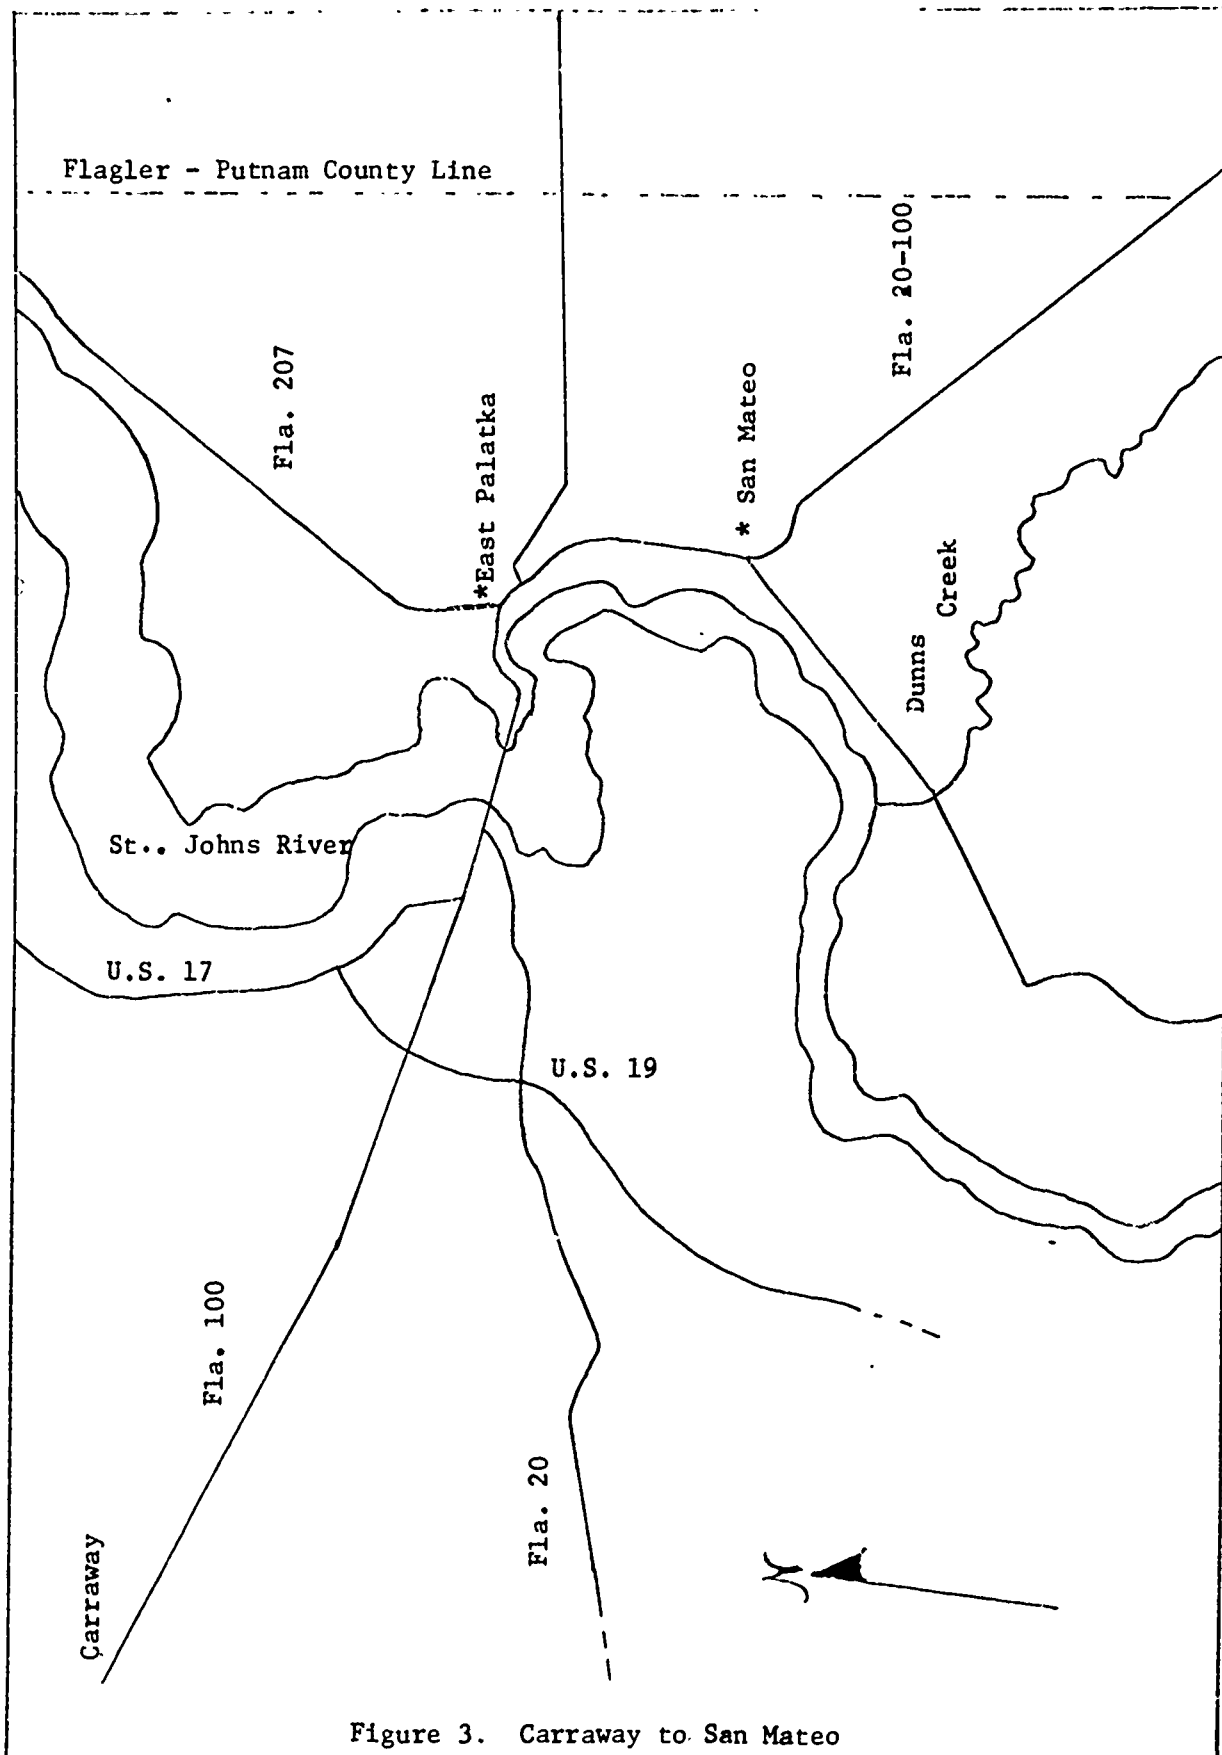 Flagler - Putnam County Line
Fla. 20-100
Fla. 207
East Palatka
* San Mateo
Dunns Creek
St.. Johns River
U.S. 17
U.S. 19
Fla. 100
Fla. 20
Carraway
N
Figure 3. Carraway to San Mateo